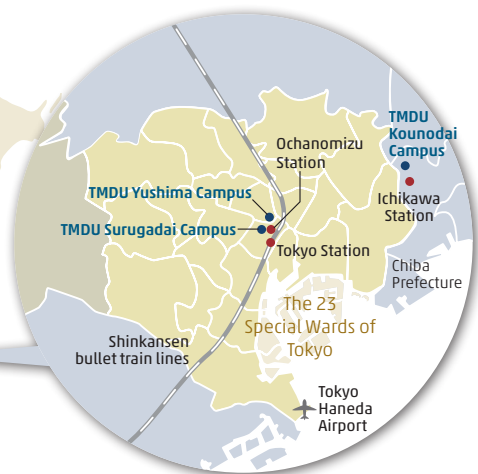 TMDU
Kounodai
Campus
Ochanomizu
Station
TMDU Yushima Campus
Ichikawa
Station
TMDU Surugadai Campus
Tokyo Station
Chiba
Prefecture
The 23
Special Wards of
Tokyo
Shinkansen
bullet train lines
Tokyo
Haneda
Airport